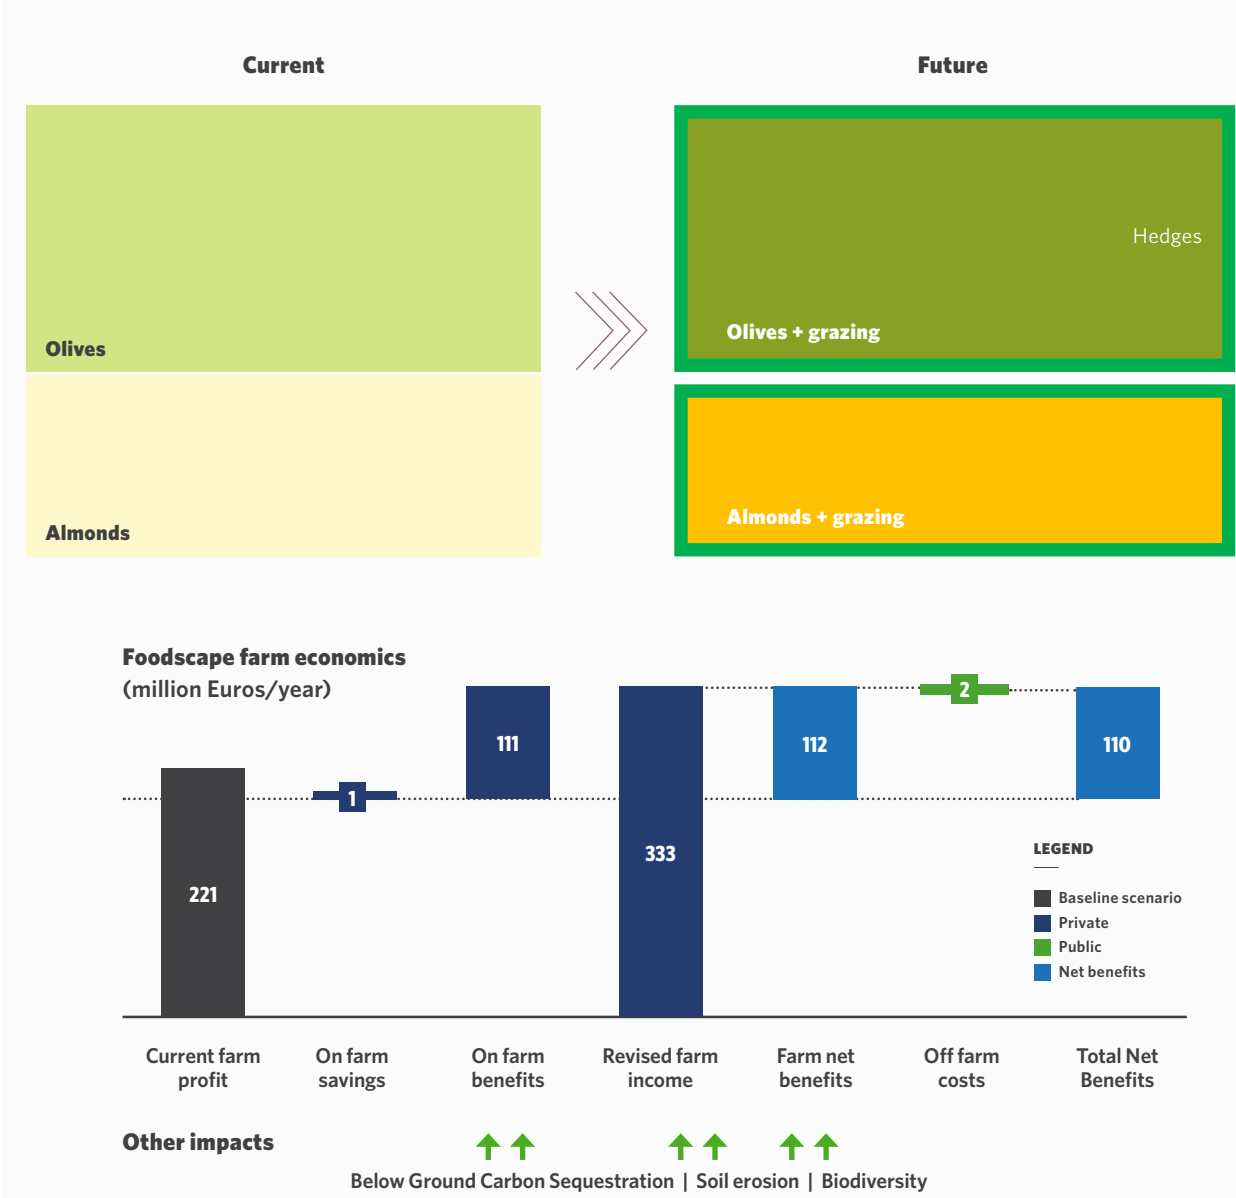 Current
Future
Hedges
Olives
Olives + grazing
Almonds
Almonds + grazing
Foodscape farm economics
(million Euros/year)
221
1
111
333
112
2
110
LEGEND
Baseline scenario
Private
Public
Net benefits
Current farm
profit
On farm
savings
On farm
benefits
Revised farm
income
Farm net
benefits
Off farm
costs
Total Net
Benefits
Other impacts
Below Ground Carbon Sequestration | Soil erosion | Biodiversity